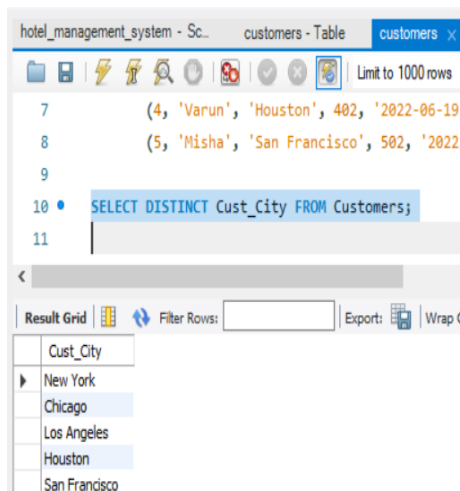 hotel_management_system - Sc... customers - Table customers ×
Limit to 1000 rows
7 (4, 'Varun', 'Houston', 402, '2022-06-19
8 (5, 'Misha', 'San Francisco', 502, '2022
9
10 SELECT DISTINCT Cust_City FROM Customers;
11
Result Grid Filter Rows: Export: Wrap
Cust_City
New York
Chicago
Los Angeles
Houston
San Francisco